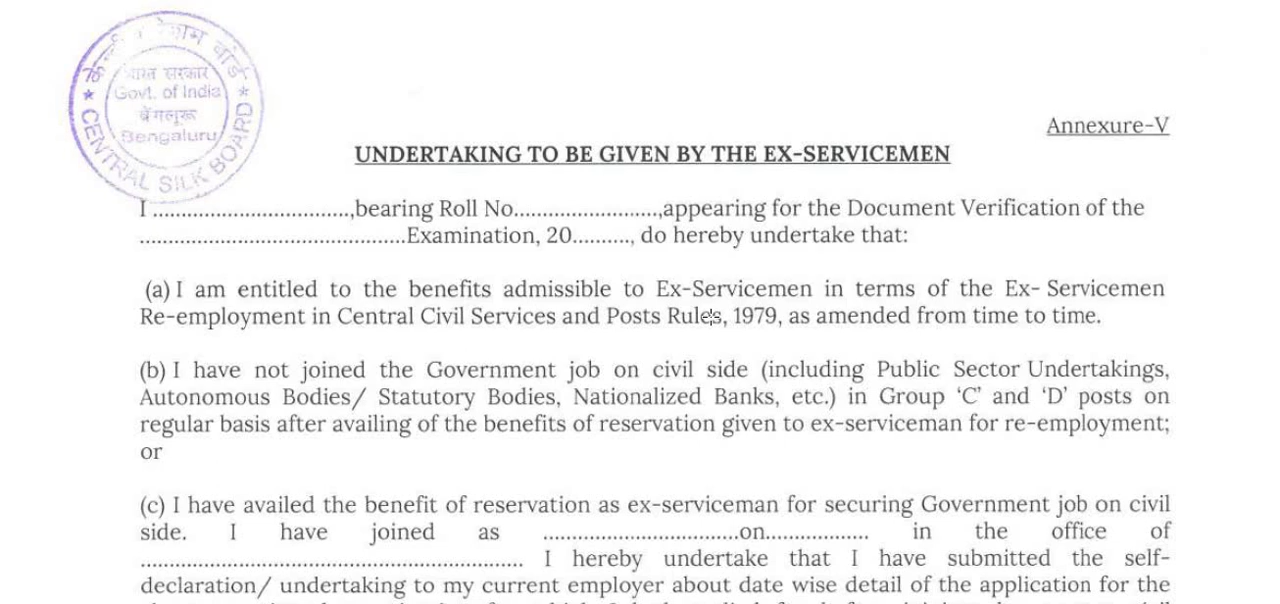 केन्द्रीय रेशम बोर्ड
भारत सरकार
Govt. of India
बेंगलूरू
Bengaluru
★ CENTRAL SILK BOARD ★
Annexure-V
UNDERTAKING TO BE GIVEN BY THE EX-SERVICEMEN
I ..................................,bearing Roll No.........................,appearing for the Document Verification of the
..............................................Examination, 20.........., do hereby undertake that:
(a) I am entitled to the benefits admissible to Ex-Servicemen in terms of the Ex- Servicemen
Re-employment in Central Civil Services and Posts Rules, 1979, as amended from time to time.
(b) I have not joined the Government job on civil side (including Public Sector Undertakings,
Autonomous Bodies/ Statutory Bodies, Nationalized Banks, etc.) in Group ‘C’ and ‘D’ posts on
regular basis after availing of the benefits of reservation given to ex-serviceman for re-employment;
or
(c) I have availed the benefit of reservation as ex-serviceman for securing Government job on civil
side. I have joined as ..................................on.................. in the office of
.................................................................. I hereby undertake that I have submitted the self-
declaration/ undertaking to my current employer about date wise detail of the application for the